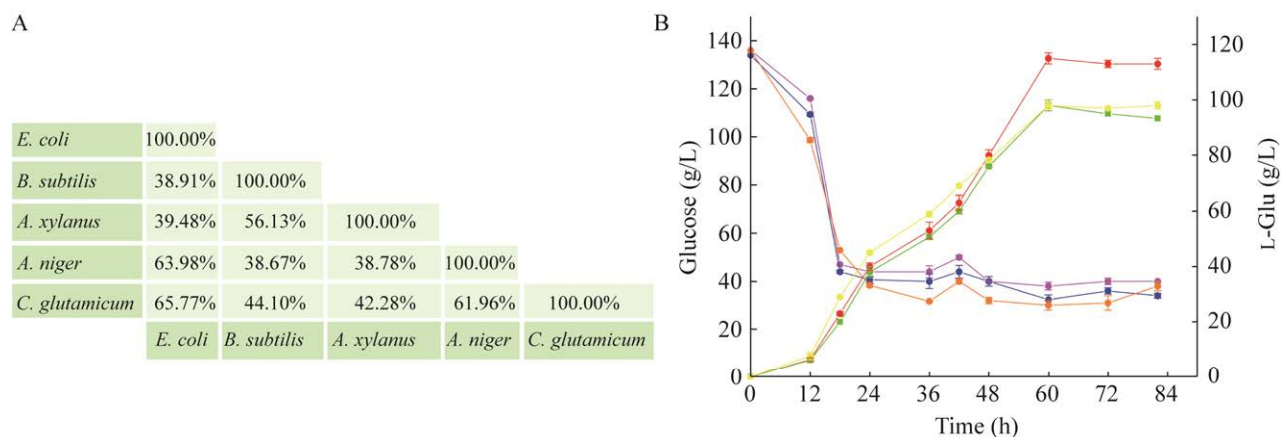 A
E. coli 100.00%
B. subtilis 38.91% 100.00%
A. xylanus 39.48% 56.13% 100.00%
A. niger 63.98% 38.67% 38.78% 100.00%
C. glutamicum 65.77% 44.10% 42.28% 61.96% 100.00%
E. coli B. subtilis A. xylanus A. niger C. glutamicum
B
Glucose (g/L)
140
120
100
80
60
40
20
0
0 12 24 36 48 60 72 84
Time (h)
120
100
80
60
40
20
0
L-Glu (g/L)